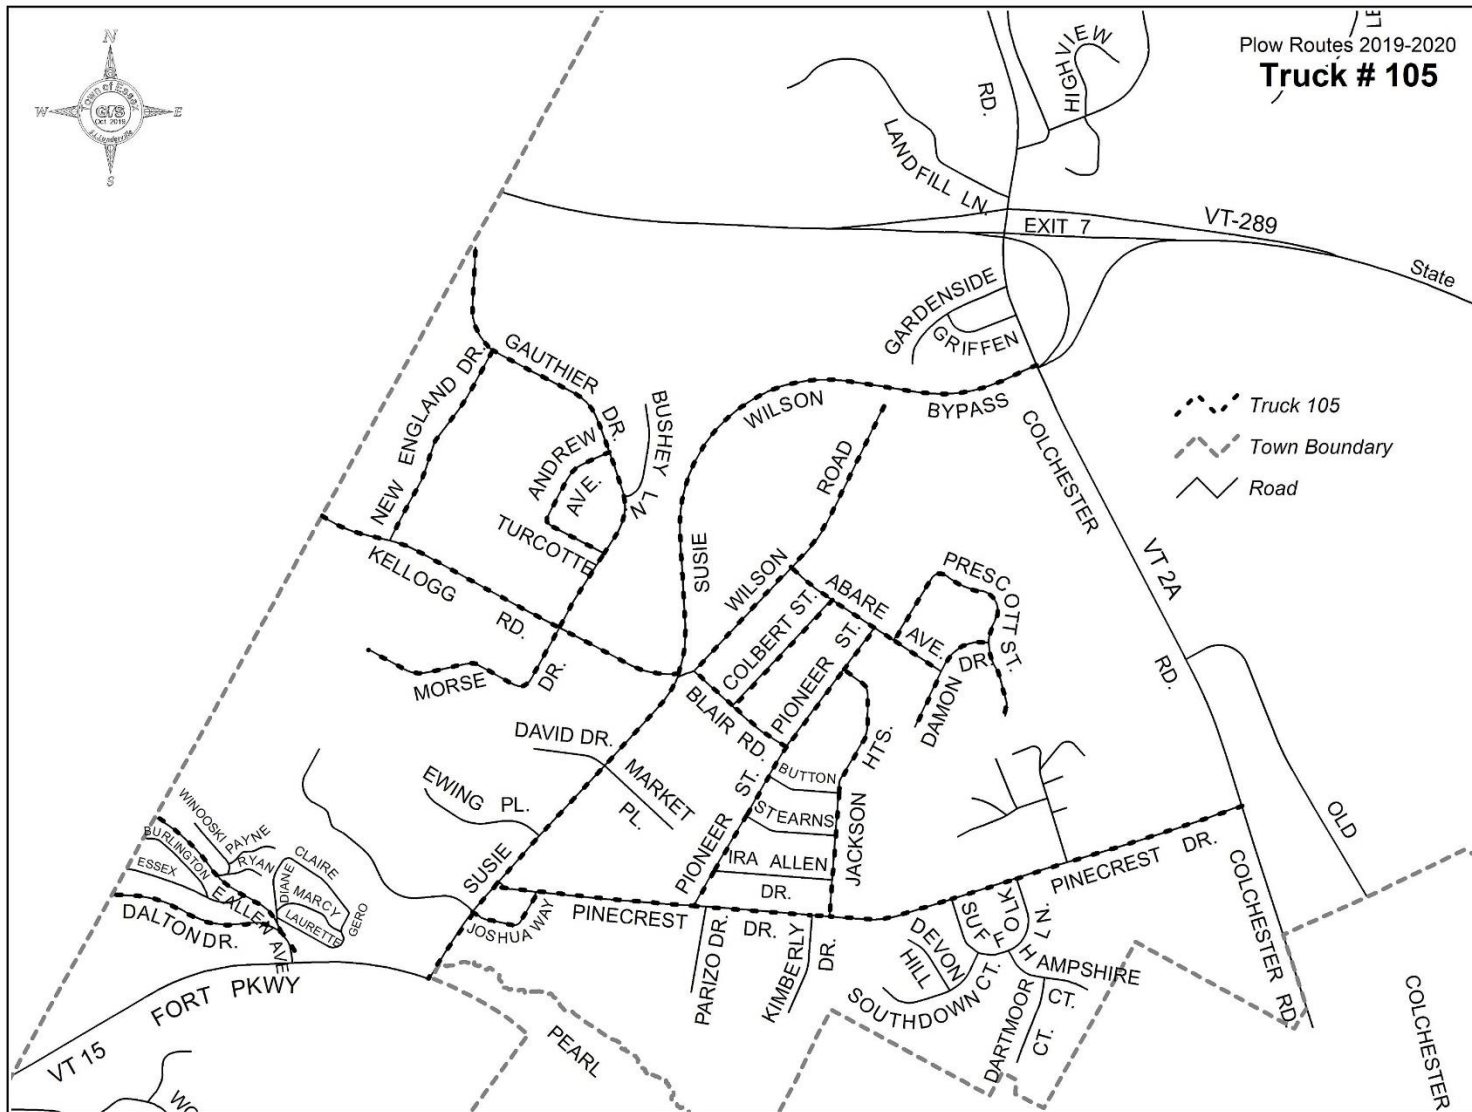 Plow Routes 2019-2020
Truck # 105
N
W
E
S
Town of Essex
GIS
Oct. 2019
HIGHVIEW
RD.
LANDFILL LN.
EXIT 7
VT-289
State
GARDENSIDE
GRIFFEN
GAUTHIER DR.
NEW ENGLAND DR.
BUSHEY LN
ANDREW AVE.
TURCOTTE
WILSON
BYPASS
SUSIE
WILSON ROAD
COLCHESTER RD.
VT 2A
Truck 105
Town Boundary
Road
KELLOGG RD.
MORSE DR.
ABARE AVE.
PRESCOTT ST.
COLBERT ST.
PIONEER ST.
DAMON DR.
BLAIR RD.
DAVID DR.
MARKET PL.
EWING PL.
SUSIE
PIONEER ST.
BUTTON
STEARNS
IRA ALLEN DR.
JACKSON HTS.
OLD
COLCHESTER RD.
WINOOSKI
PAYNE
BURLINGTON
RYAN
CLAIRE
ESSEX
DIANE
MARCY
LAURETTE
GERO
E ALLEN AVE
DALTON DR.
JOSHUA WAY
PINECREST DR.
PINECREST DR.
PARIZO DR.
KIMBERLY DR.
SUFFOLK LN.
DEVON HILL
SOUTHDOWN CT.
HAMPSHIRE CT.
DARTMOOR CT.
FORT PKWY
VT 15
PEARL
COLCHESTER